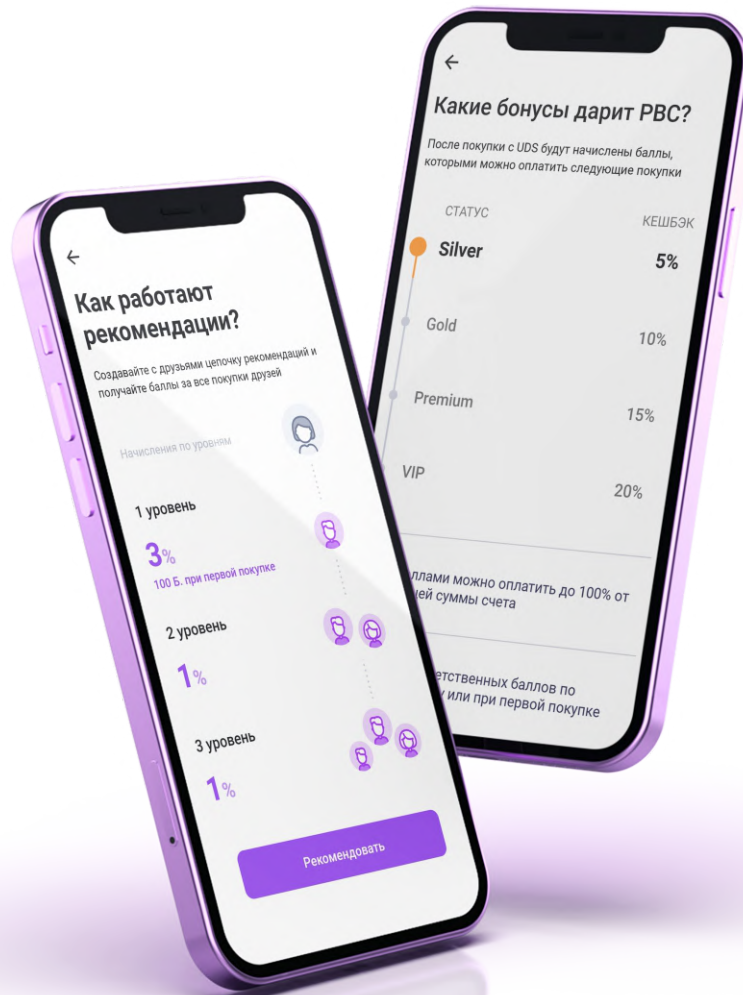 Как работают
рекомендации?
Создавайте с друзьями цепочку рекомендаций и
получайте баллы за все покупки друзей
Начисления по уровням
1 уровень
3%
100 Б. при первой покупке
2 уровень
1%
3 уровень
1%
Рекомендовать
Какие бонусы дарит PBC?
После покупки с UDS будут начислены баллы,
которыми можно оплатить следующие покупки
СТАТУС КЕШБЭК
Silver 5%
Gold 10%
Premium 15%
VIP 20%
ллами можно оплатить до 100% от
ей суммы счета
етственных баллов по
или при первой покупке